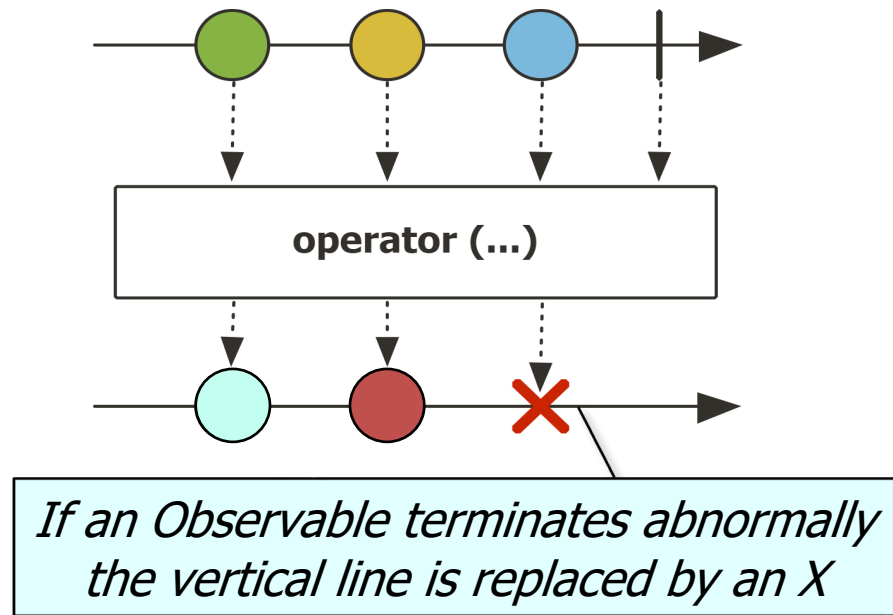 operator (...)
If an Observable terminates abnormally
the vertical line is replaced by an X